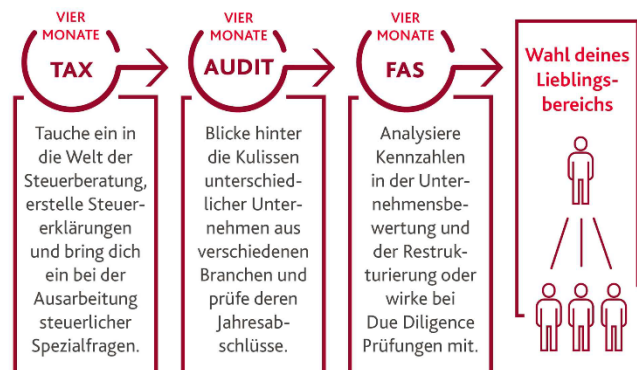 VIER
MONATE
TAX
Tauche ein in
die Welt der
Steuerberatung,
erstelle Steuer-
erklärungen
und bring dich
ein bei der
Ausarbeitung
steuerlicher
Spezialfragen.
VIER
MONATE
AUDIT
Blicke hinter
die Kulissen
unterschied-
licher Unter-
nehmen aus
verschiedenen
Branchen und
prüfe deren
Jahresab-
schlüsse.
VIER
MONATE
FAS
Analysiere
Kennzahlen
in der Unter-
nehmensbe-
wertung und
der Restruk-
turierung oder
wirke bei
Due Diligence
Prüfungen mit.
Wahl deines
Lieblings-
bereichs